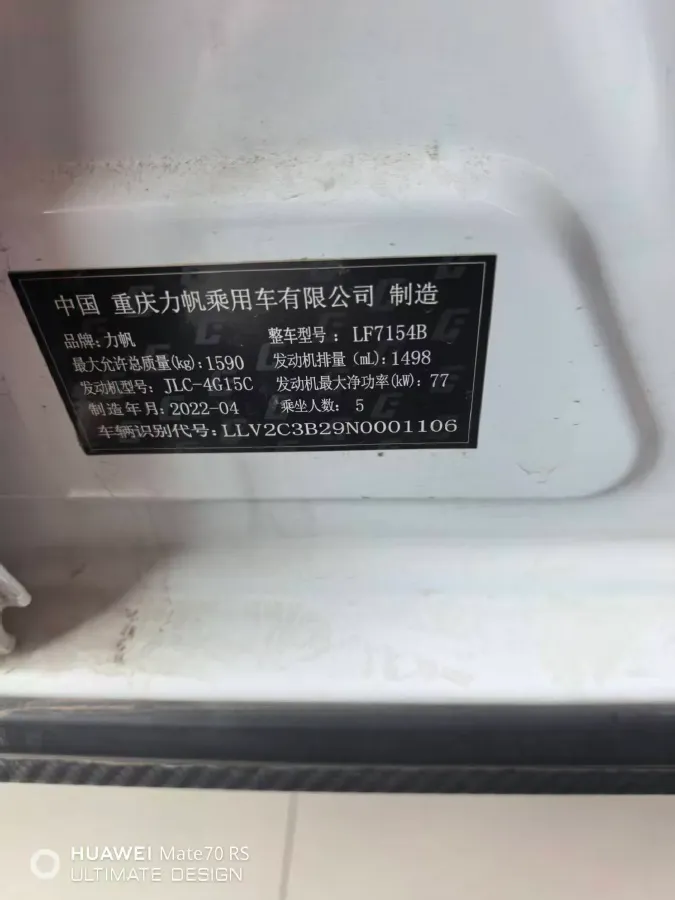 中国 重庆力帆乘用车有限公司 制造
品牌: 力帆 整车型号: LF7154B
最大允许总质量(kg): 1590 发动机排量(mL): 1498
发动机型号: JLC-4G15C 发动机最大净功率(kW): 77
制造年月: 2022-04 乘坐人数: 5
车辆识别代号: LLV2C3B29N0001106
HUAWEI Mate70 RS
ULTIMATE DESIGN